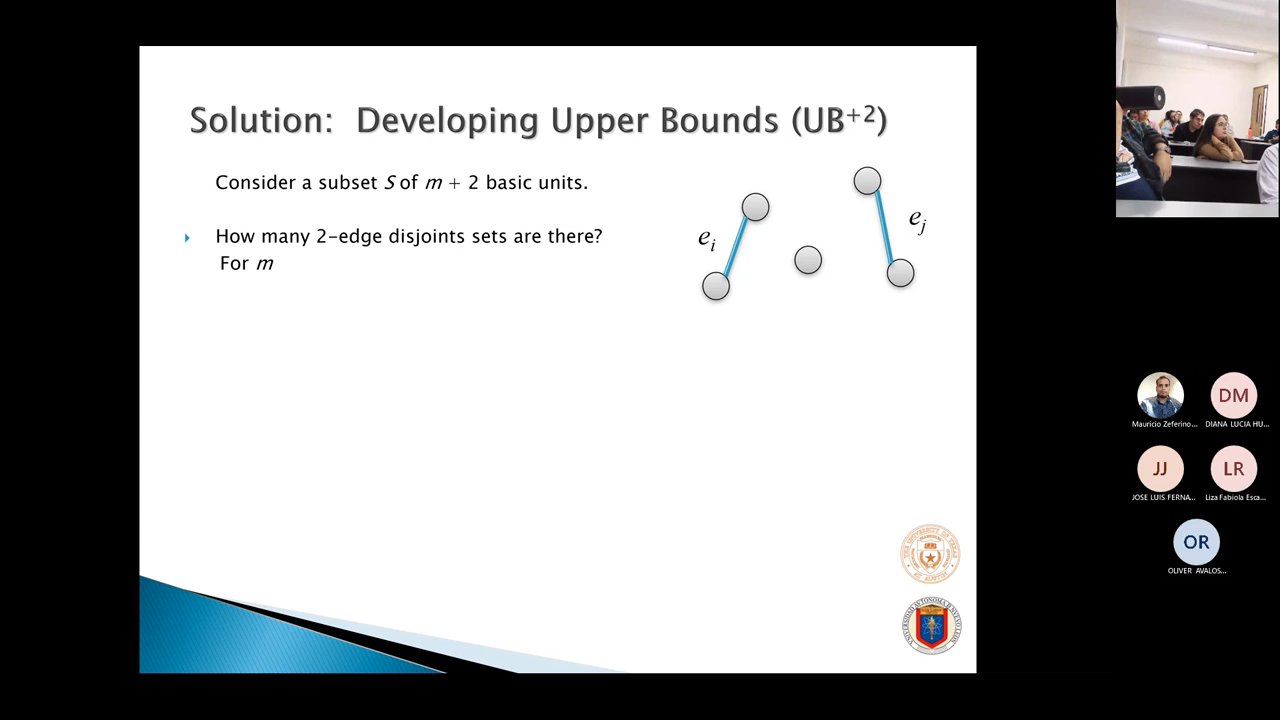 Solution:  Developing Upper Bounds (UB⁺²)
Consider a subset S of m + 2 basic units.
How many 2-edge disjoints sets are there?
For m
eᵢ
eⱼ
Mauricio Zeferino...
DM
DIANA LUCIA HU...
JJ
JOSE LUIS FERNA...
LR
Liza Fabiola Esca...
OR
OLIVER AVALOS...